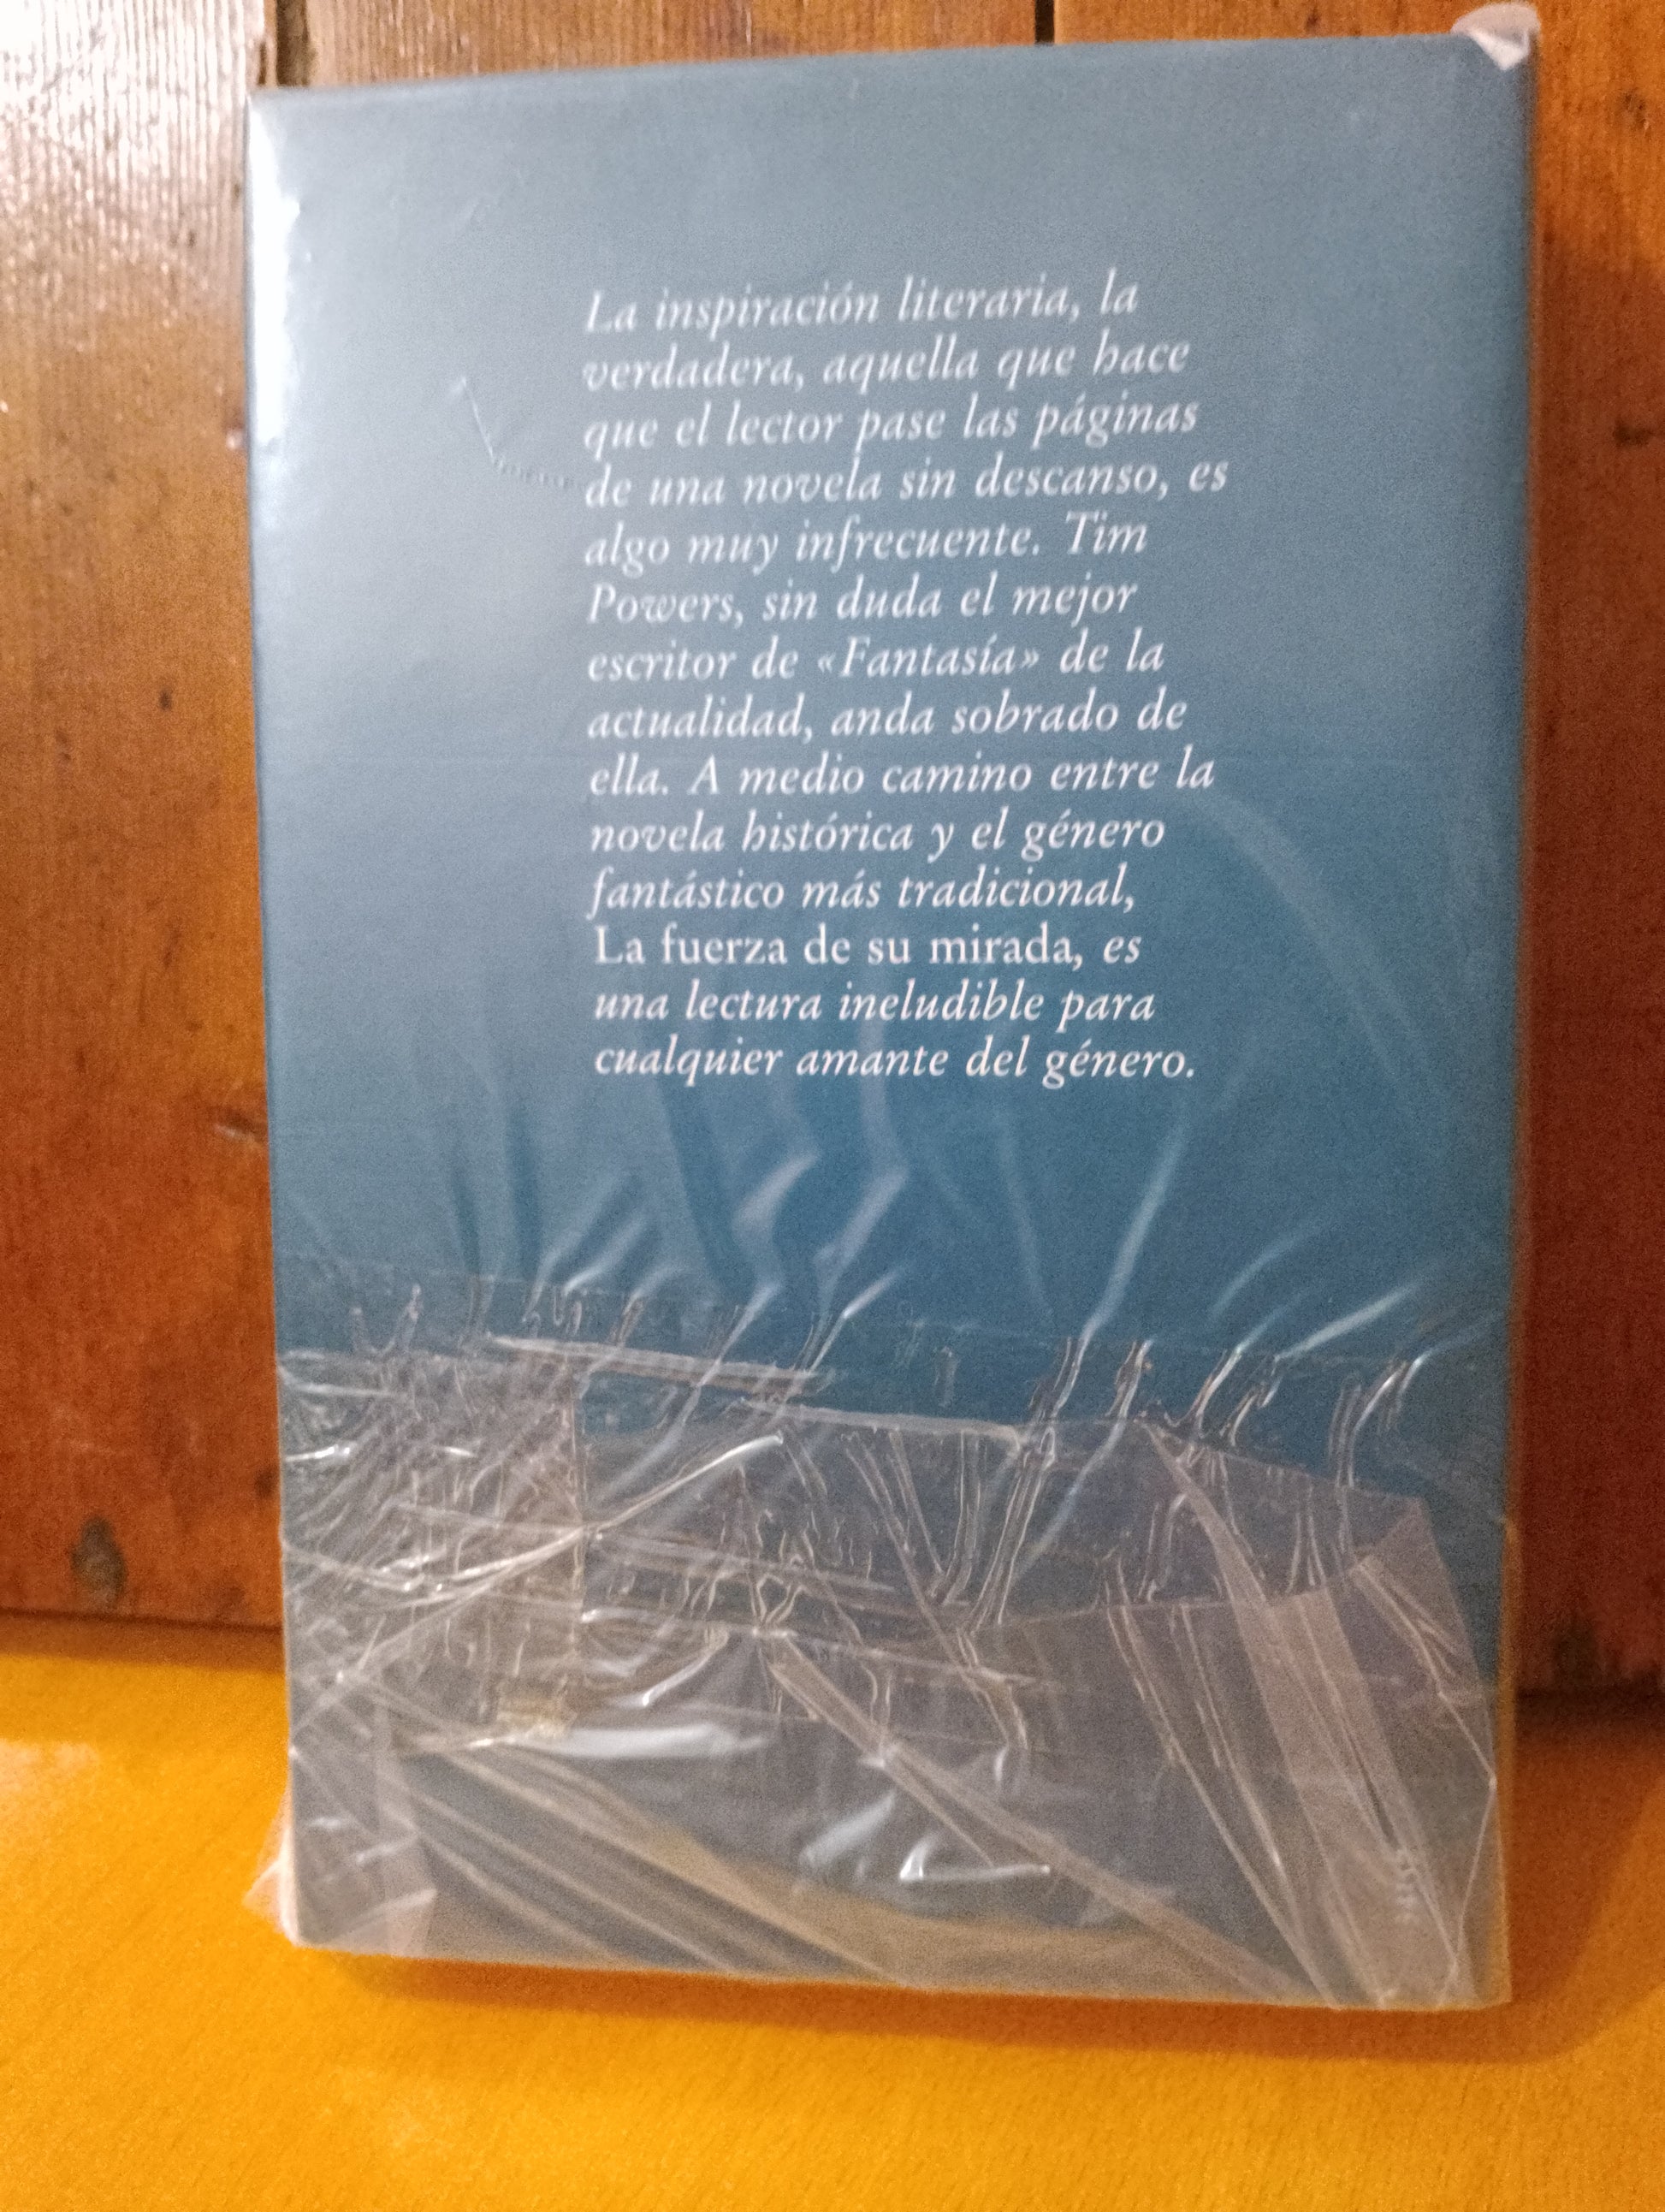 La inspiración literaria, la
verdadera, aquella que hace
que el lector pase las páginas
de una novela sin descanso, es
algo muy infrecuente. Tim
Powers, sin duda el mejor
escritor de «Fantasía» de la
actualidad, anda sobrado de
ella. A medio camino entre la
novela histórica y el género
fantástico más tradicional,
La fuerza de su mirada, es
una lectura ineludible para
cualquier amante del género.